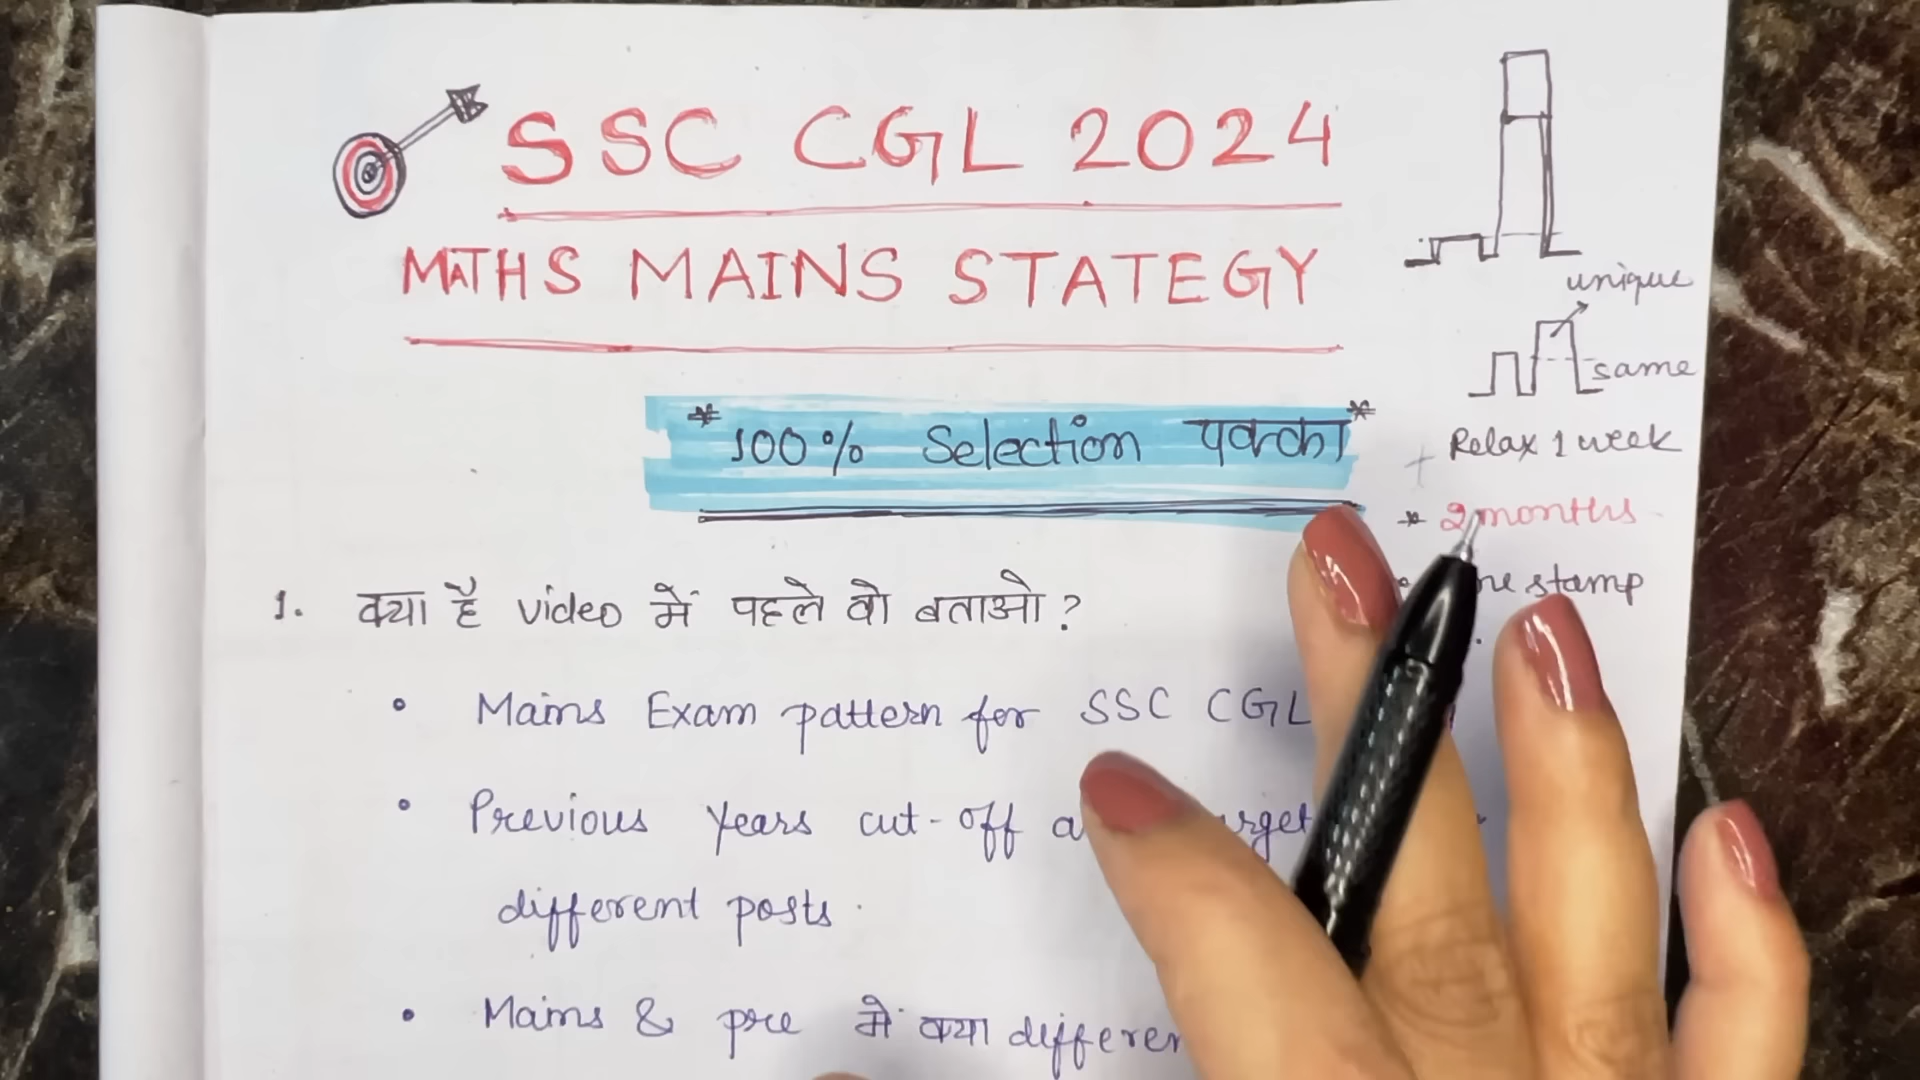 SSC CGL 2024
MATHS MAINS STATEGY
* 100% Selection पक्का *
1. क्या है video में पहले वो बताओ?
• Mains Exam pattern for SSC CGL
• Previous Years cut-off
different posts.
• Mains & pre में क्या
unique
same
+ Relax 1 week
* 2 months
stamp